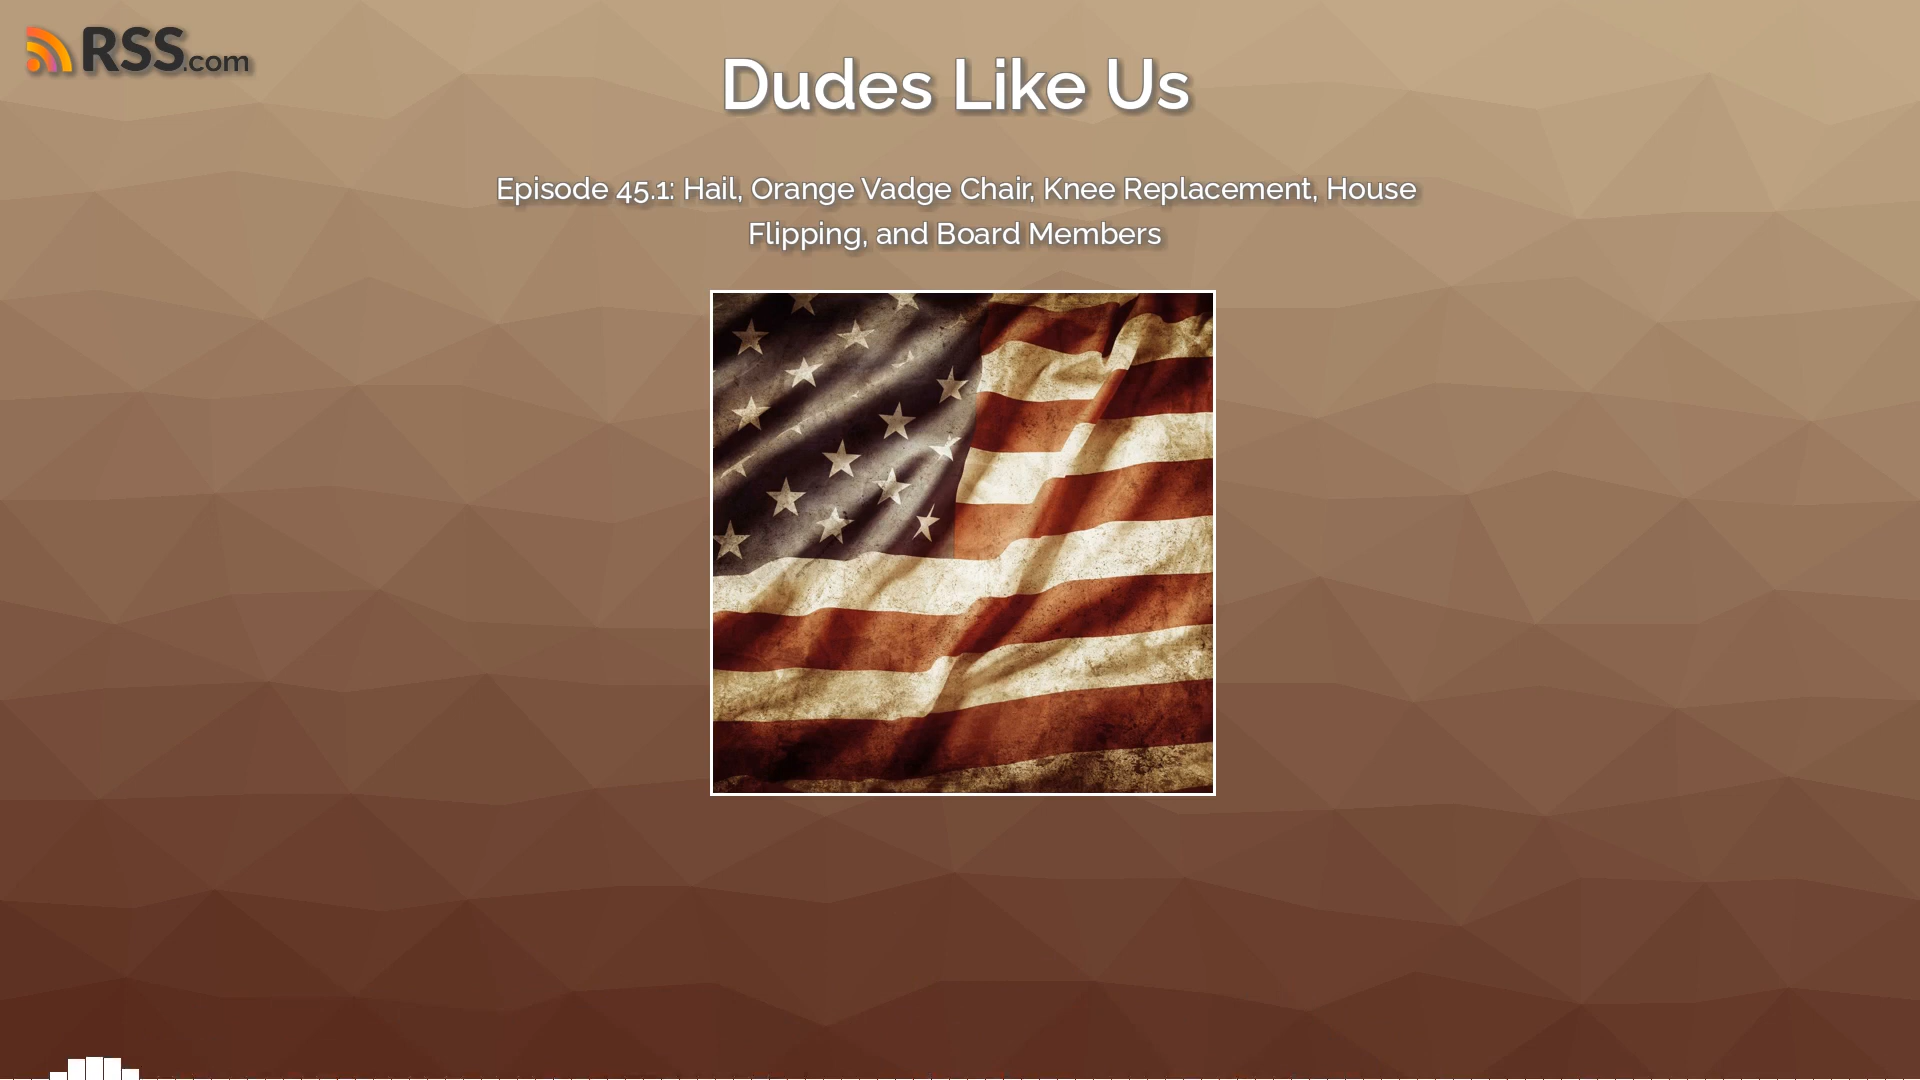 RSS.com
Dudes Like Us
Episode 45.1: Hail, Orange Vadge Chair, Knee Replacement, House
Flipping, and Board Members